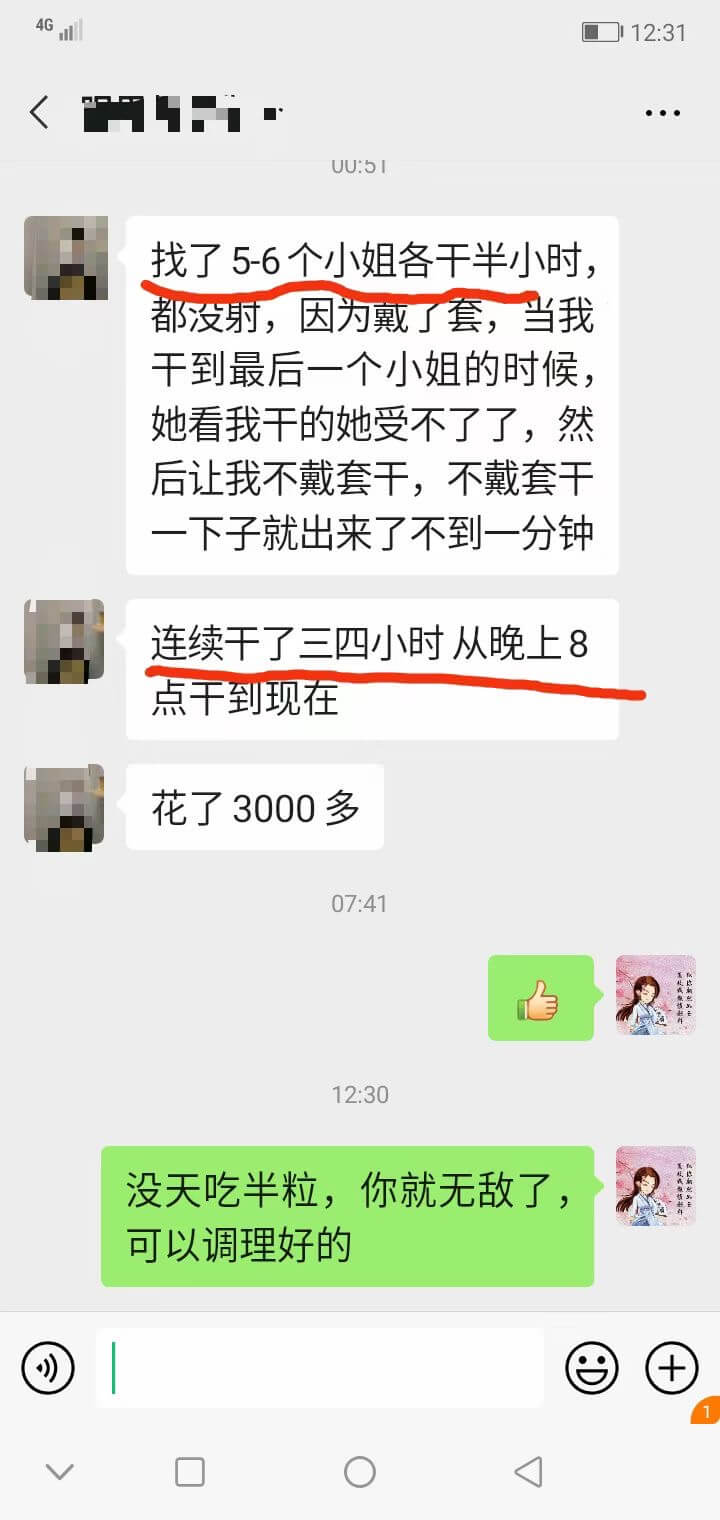 4G
12:31
00:51
找了5-6个小姐各干半小时，
都没射，因为戴了套，当我
干到最后一个小姐的时候，
她看我干的她受不了了，然
后让我不戴套干，不戴套干
一下子就出来了不到一分钟
连续干了三四小时 从晚上8
点干到现在
花了3000多
07:41
12:30
没天吃半粒，你就无敌了，
可以调理好的
1